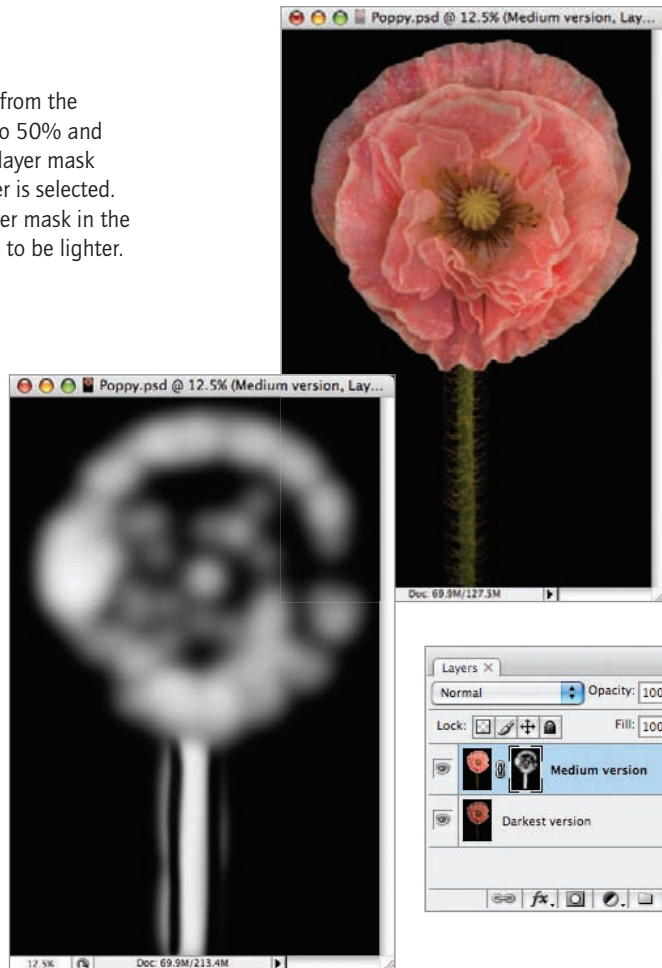 Poppy.psd @ 12.5% (Medium version, Lay...
from the
o 50% and
layer mask
er is selected.
er mask in the
s to be lighter.
Doc: 69.9M/127.5M
Poppy.psd @ 12.5% (Medium version, Lay...
12.5%
Doc: 69.9M/213.4M
Layers ×
Normal
Opacity: 100
Lock:
Fill: 100
Medium version
Darkest version
fx.